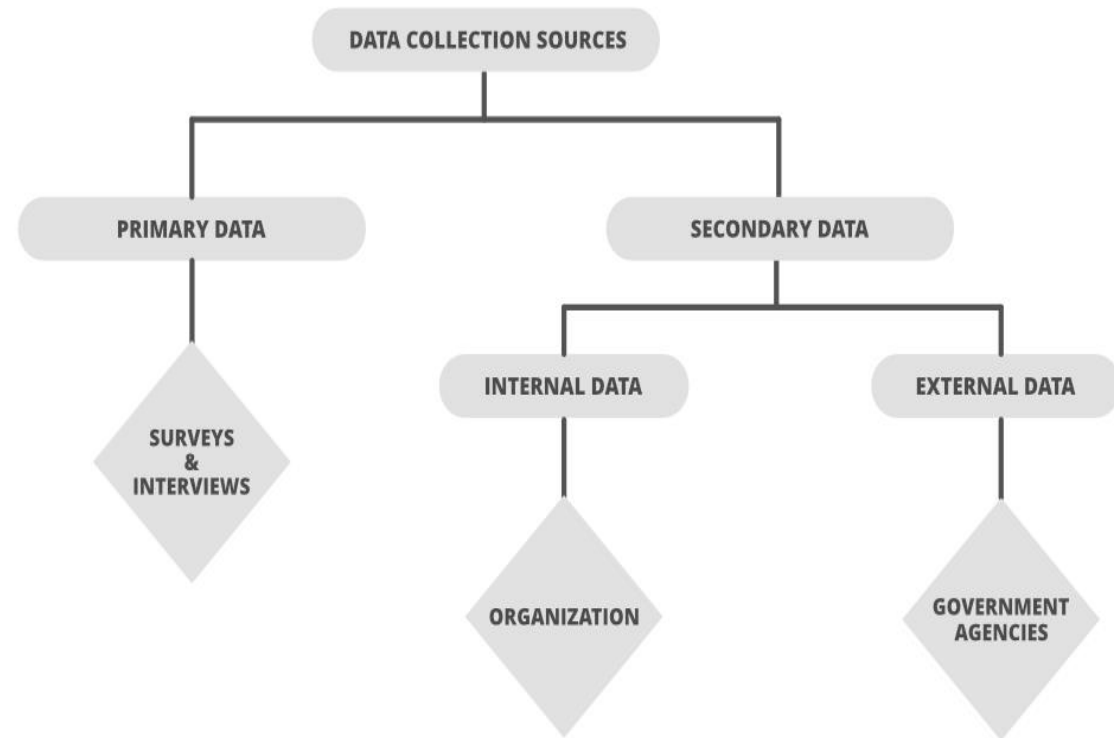 DATA COLLECTION SOURCES
PRIMARY DATA
SECONDARY DATA
INTERNAL DATA
EXTERNAL DATA
SURVEYS
&
INTERVIEWS
ORGANIZATION
GOVERNMENT
AGENCIES